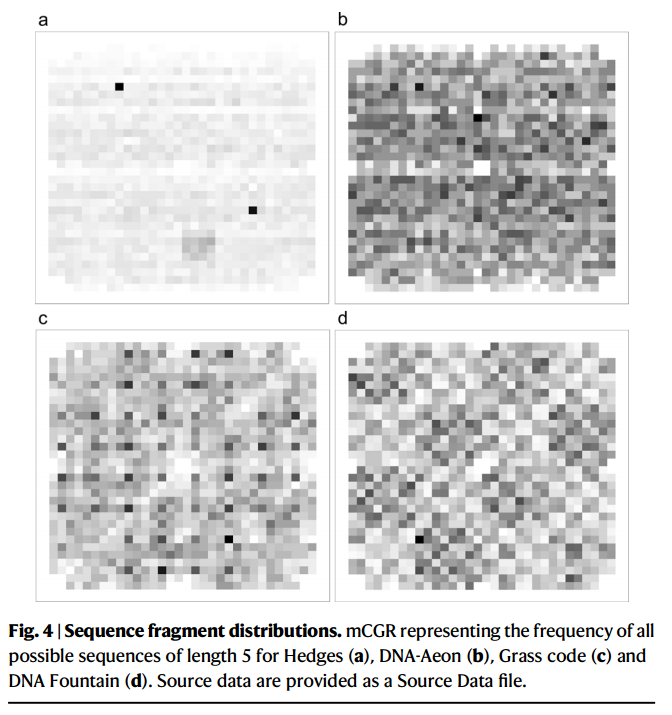 a
b
c
d
Fig. 4 | Sequence fragment distributions. mCGR representing the frequency of all
possible sequences of length 5 for Hedges (a), DNA-Aeon (b), Grass code (c) and
DNA Fountain (d). Source data are provided as a Source Data file.